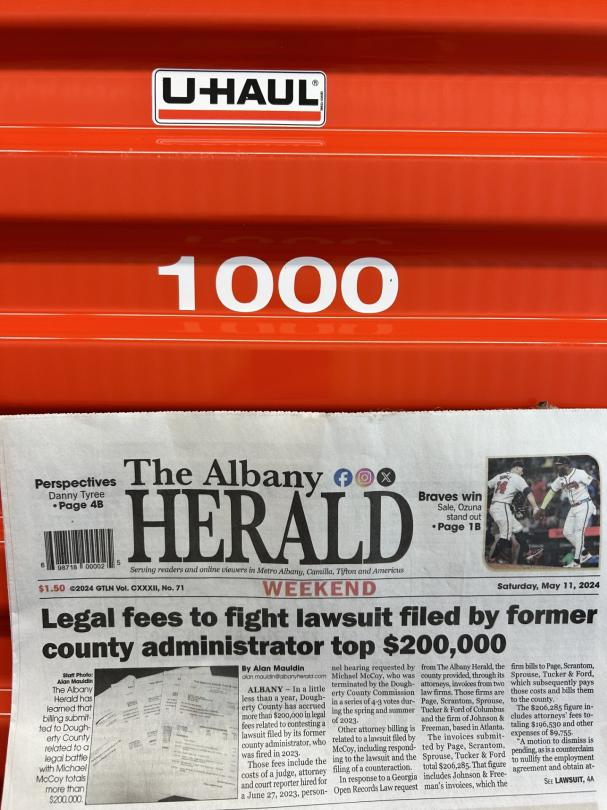 U-HAUL®
1000
Perspectives
Danny Tyree
• Page 4B
The Albany
HERALD
Braves win
Sale, Ozuna
stand out
• Page 1B
6 98718 00002 5
Serving readers and online viewers in Metro Albany, Camilla, Tifton and Americus
$1.50 ©2024 GTLN Vol. CXXXII, No. 71
WEEKEND
Saturday, May 11, 2024
Legal fees to fight lawsuit filed by former
county administrator top $200,000
Staff Photo:
Alan Mauldin
The Albany
Herald has
learned that
billing submit-
ted to Dough-
erty County
related to a
legal battle
with Michael
McCoy totals
more than
$200,000.
By Alan Mauldin
alan.mauldin@albanyherald.com
ALBANY – In a little
less than a year, Dough-
erty County has accrued
more than $200,000 in legal
fees related to contesting a
lawsuit filed by its former
county administrator, who
was fired in 2023.
Those fees include the
costs of a judge, attorney
and court reporter hired for
a June 27, 2023, person-
nel hearing requested by
Michael McCoy, who was
terminated by the Dough-
erty County Commission
in a series of 4-3 votes dur-
ing the spring and summer
of 2023.
Other attorney billing is
related to a lawsuit filed by
McCoy, including respond-
ing to the lawsuit and the
filing of a counteraction.
In response to a Georgia
Open Records Law request
from The Albany Herald, the
county provided, through its
attorneys, invoices from two
law firms. Those firms are
Page, Scrantom, Sprouse,
Tucker & Ford of Columbus
and the firm of Johnson &
Freeman, based in Atlanta.
The invoices submitted
by Page, Scrantom,
Sprouse, Tucker & Ford
total $206,285. That figure
includes Johnson & Free-
man's invoices, which the
firm bills to Page, Scrantom,
Sprouse, Tucker & Ford,
which subsequently pays
those costs and bills them
to the county.
The $206,285 figure in-
cludes attorneys' fees to-
taling $196,530 and other
expenses of $9,755.
"A motion to dismiss is
pending, as is a counterclaim
to nullify the employment
agreement and obtain at-
SEE LAWSUIT, 4A